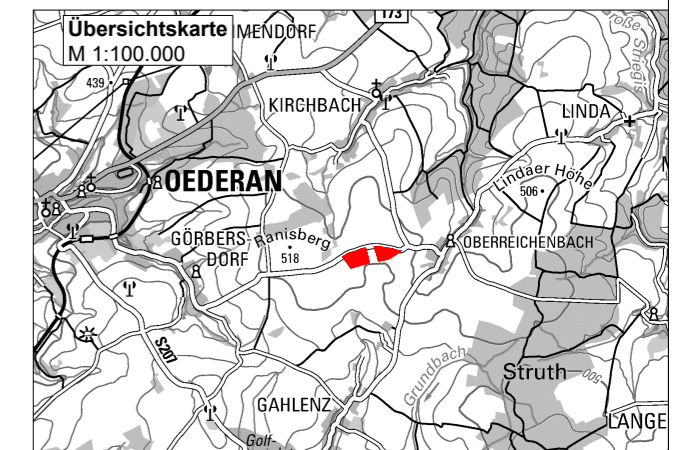 Übersichtskarte
M 1:100.000
MENDORF
173
439
KIRCHBACH
LINDA
Große Striegis
OEDERAN
Lindaer Höhe
506
GÖRBERS-
DORF
Ranisberg
518
OBERREICHENBACH
S207
Grundbach
Struth
500
GAHLENZ
LANGE
Golf-